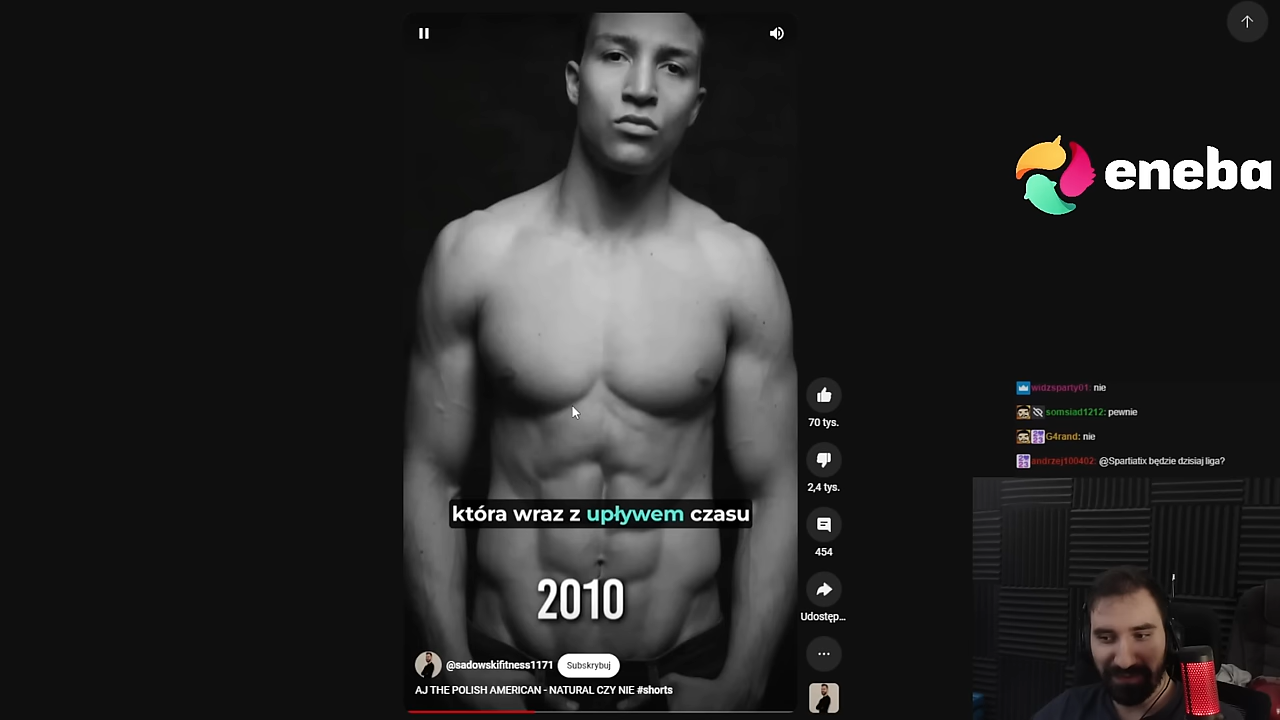 eneba
70 tys.
2,4 tys.
454
Udostęp...
która wraz z upływem czasu
2010
@sadowskifitness1171
Subskrybuj
AJ THE POLISH AMERICAN - NATURAL CZY NIE #shorts
widzsparty01: nie
somsiad1212: pewnie
G4rand: nie
andrzej100402: @Spartiatix będzie dzisiaj liga?